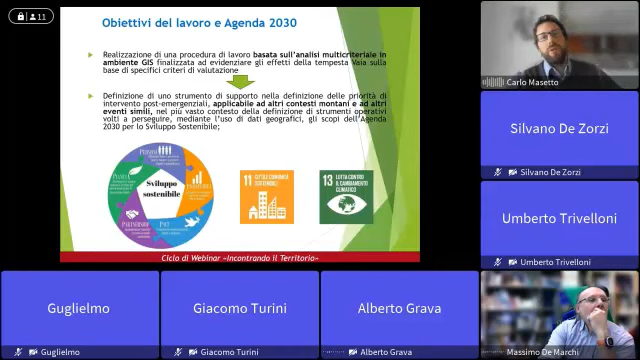 11
Obiettivi del lavoro e Agenda 2030
Realizzazione di una procedura di lavoro basata sull'analisi multicriteriale in
ambiente GIS finalizzata ad evidenziare gli effetti della tempesta Vaia sulla
base di specifici criteri di valutazione
Definizione di uno strumento di supporto nella definizione delle priorità di
intervento post-emergenziali, applicabile ad altri contesti montani e ad altri
eventi simili, nel più vasto contesto della definizione di strumenti operativi
volti a perseguire, mediante l'uso di dati geografici, gli scopi dell'Agenda
2030 per lo Sviluppo Sostenibile;
Sviluppo
sostenibile
PERSONE
PROSPERITÀ
PACE
PARTNERSHIP
PIANETA
11 CITTÀ E COMUNITÀ
SOSTENIBILI
13 LOTTA CONTRO
IL CAMBIAMENTO
CLIMATICO
Ciclo di Webinar «Incontrando il Territorio»
Carlo Masetto
Silvano De Zorzi
Silvano De Zorzi
Umberto Trivelloni
Umberto Trivelloni
Guglielmo
Guglielmo
Giacomo Turini
Giacomo Turini
Alberto Grava
Alberto Grava
Massimo De Marchi